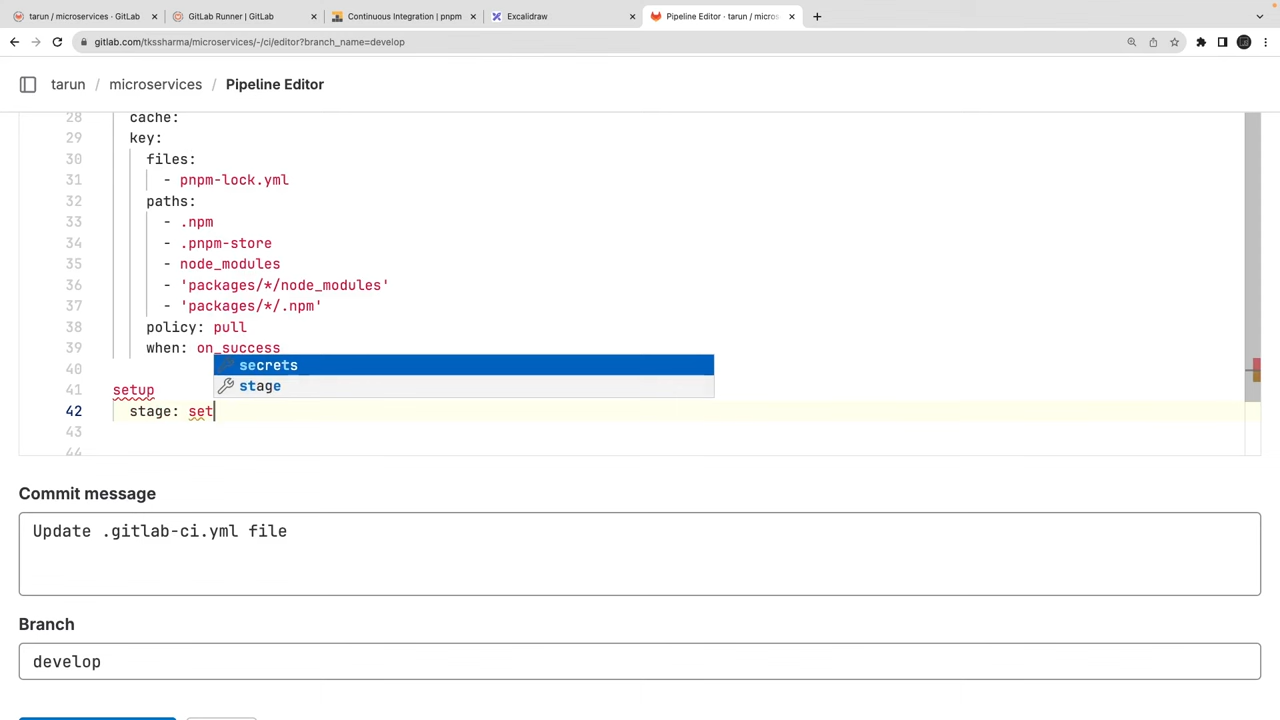 tarun / microservices · GitLab
GitLab Runner | GitLab
Continuous Integration | pnpm
Excalidraw
Pipeline Editor · tarun / micros
gitlab.com/tkssharma/microservices/-/ci/editor?branch_name=develop
tarun / microservices / Pipeline Editor
28 cache:
29 key:
30 files:
31 - pnpm-lock.yml
32 paths:
33 - .npm
34 - .pnpm-store
35 - node_modules
36 - 'packages/*/node_modules'
37 - 'packages/*/.npm'
38 policy: pull
39 when: on_success
40
secrets
41 setup
stage
42 stage: set
43
44
Commit message
Update .gitlab-ci.yml file
Branch
develop